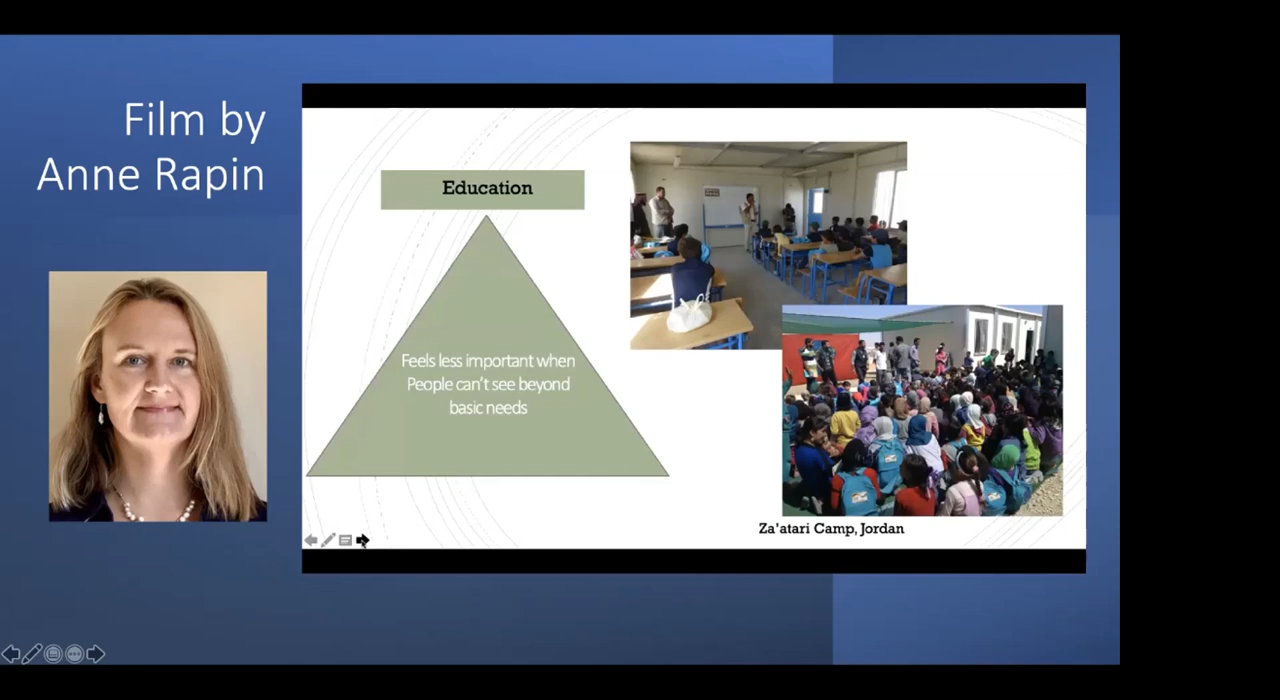 Film by
Anne Rapin
Education
Feels less important when
People can't see beyond
basic needs
Za'atari Camp, Jordan